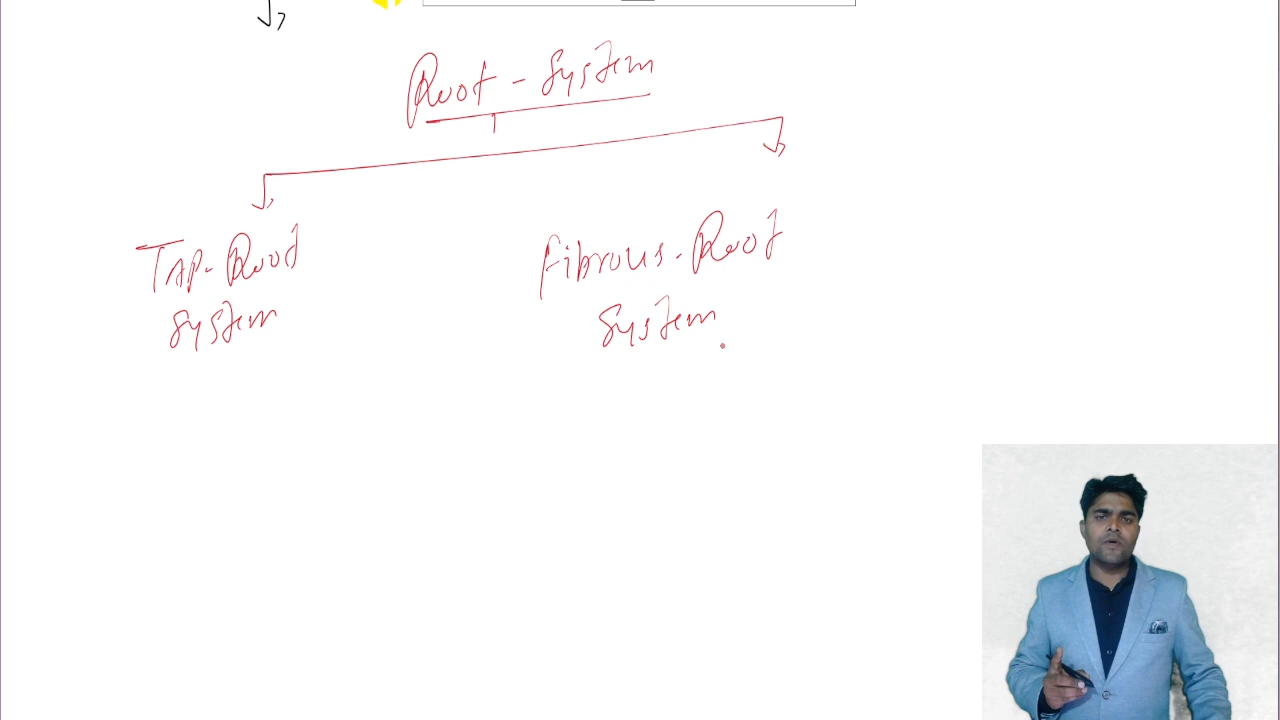 Root - System
TAP- Root
System
Fibrous - Root
System